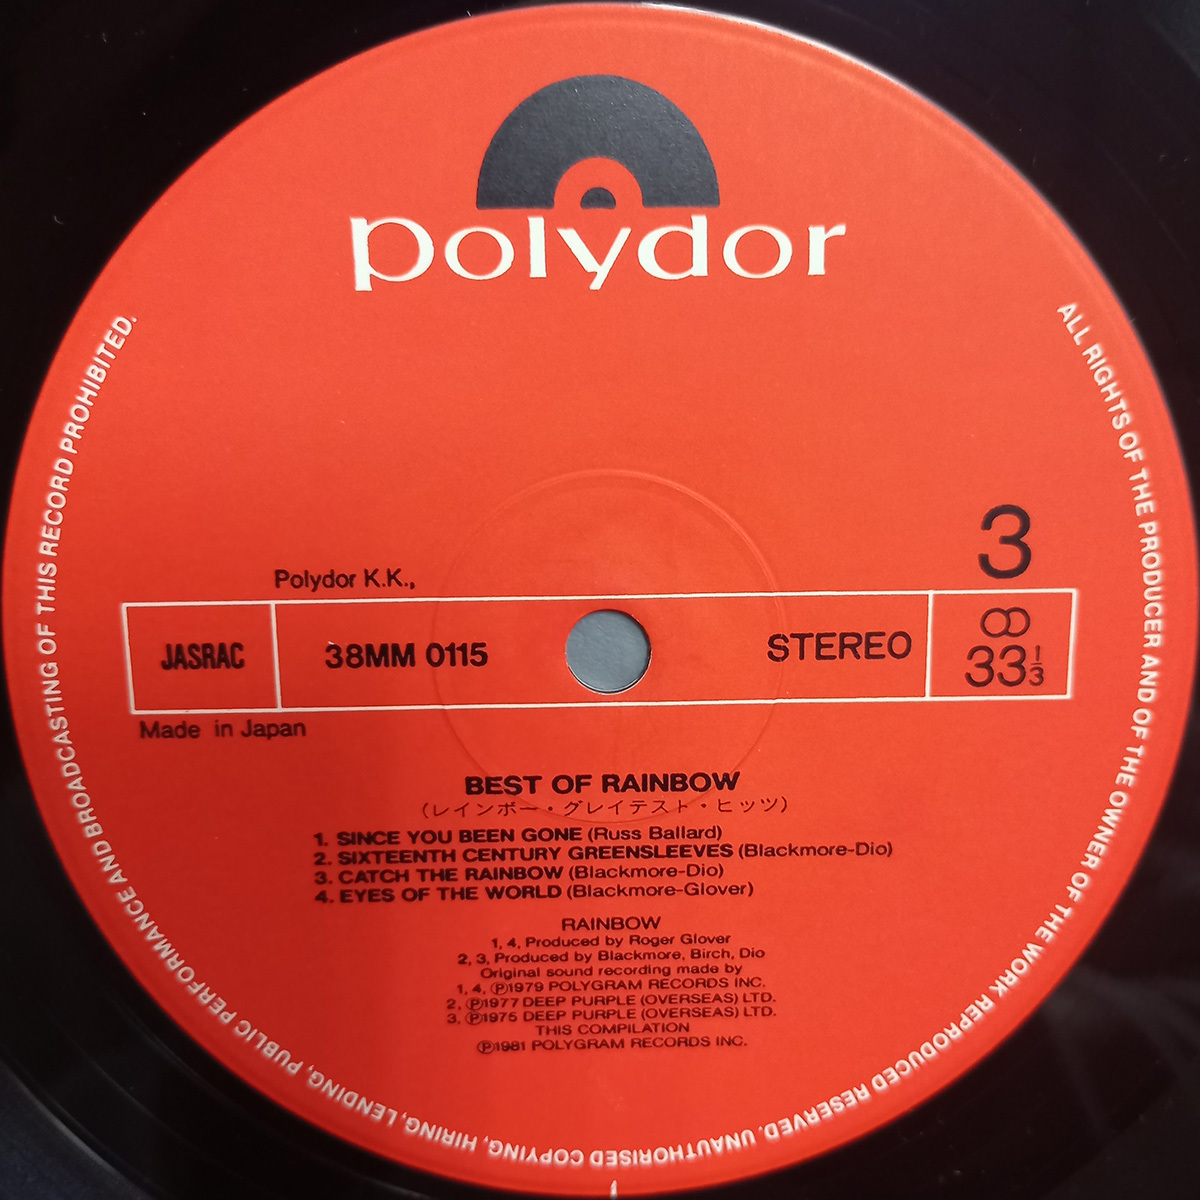 polydor
ALL RIGHTS OF THE PRODUCER AND OF THE OWNER OF THE WORK REPRODUCED RESERVED. UNAUTHORISED COPYING, HIRING, LENDING, PUBLIC PERFORMANCE AND BROADCASTING OF THIS RECORD PROHIBITED.
3
Polydor K.K.,
JASRAC 38MM 0115 STEREO ꝏ 33 1/3
Made in Japan
BEST OF RAINBOW
(レインボー・グレイテスト・ヒッツ)
1. SINCE YOU BEEN GONE (Russ Ballard)
2. SIXTEENTH CENTURY GREENSLEEVES (Blackmore-Dio)
3. CATCH THE RAINBOW (Blackmore-Dio)
4. EYES OF THE WORLD (Blackmore-Glover)
RAINBOW
1, 4, Produced by Roger Glover
2, 3, Produced by Blackmore, Birch, Dio
Original sound recording made by
1, 4, ℗1979 POLYGRAM RECORDS INC.
2, ℗1977 DEEP PURPLE (OVERSEAS) LTD.
3, ℗1975 DEEP PURPLE (OVERSEAS) LTD.
THIS COMPILATION
℗1981 POLYGRAM RECORDS INC.